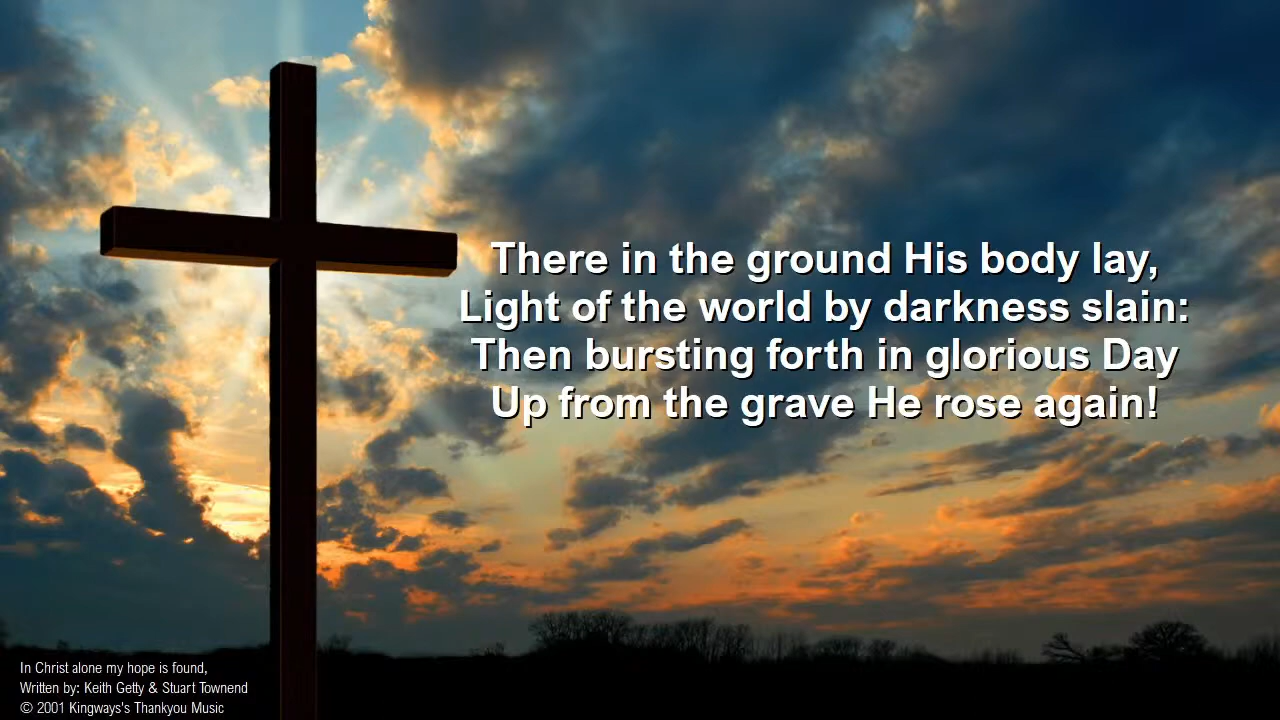 There in the ground His body lay,
Light of the world by darkness slain:
Then bursting forth in glorious Day
Up from the grave He rose again!
In Christ alone my hope is found,
Written by: Keith Getty & Stuart Townend
© 2001 Kingways's Thankyou Music